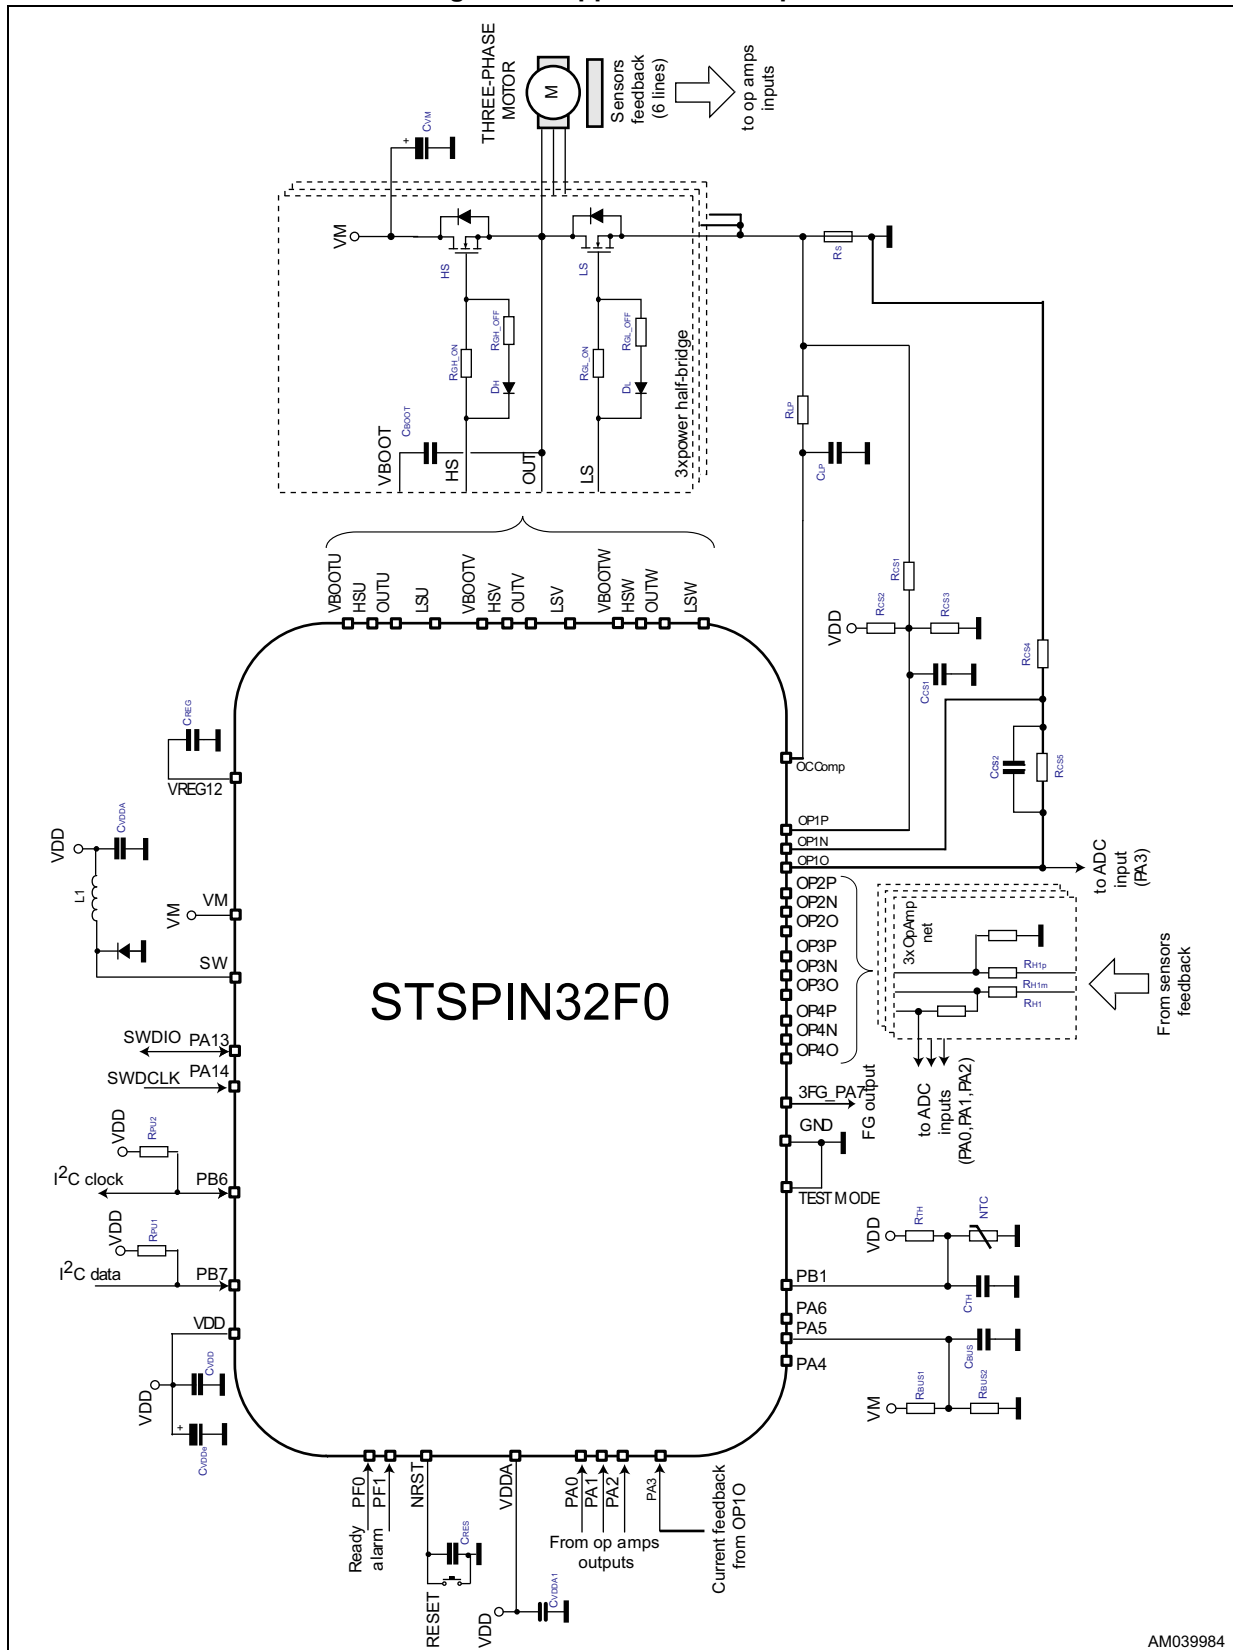 THREE-PHASE
MOTOR
M
Sensors
feedback
(6 lines)
to op amps
inputs
CVM
+
VM
HS
LS
RS
RGH_ON
RGH_OFF
DH
RGL_ON
RGL_OFF
DL
3xpower half-bridge
CBOOT
VBOOT
HS
OUT
LS
RLP
CLP
VBOOTU
HSU
OUTU
LSU
VBOOTV
HSV
OUTV
LSV
VBOOTW
HSW
OUTW
LSW
RCS1
RCS2
RCS3
VDD
CCS1
RCS4
CCS2
RCS5
CREG
VREG12
VDD
CVDDA
L1
VM
VM
SW
STSPIN32F0
OCComp
OP1P
OP1N
OP1O
to ADC
input
(PA3)
OP2P
OP2N
OP2O
OP3P
OP3N
OP3O
OP4P
OP4N
OP4O
3xOpAmp
net
RH1p
RH1m
RH1
From sensors
feedback
to ADC
inputs
(PA0,PA1,PA2)
3FG_PA7
FG output
GND
TESTMODE
SWDIO PA13
SWDCLK PA14
VDD
RPU2
I2C clock PB6
VDD
RPU1
I2C data PB7
VDD
VDD
CVDD
+
CVDDe
VDD
RTH
NTC
PB1
CTH
PA6
PA5
PA4
CBUS
VM
RBUS1
RBUS2
PF0
PF1
NRST
VDDA
PA0
PA1
PA2
PA3
Ready
alarm
RESET
CRES
VDD
CVDDA1
From op amps
outputs
Current feedback
from OP1O
AM039984